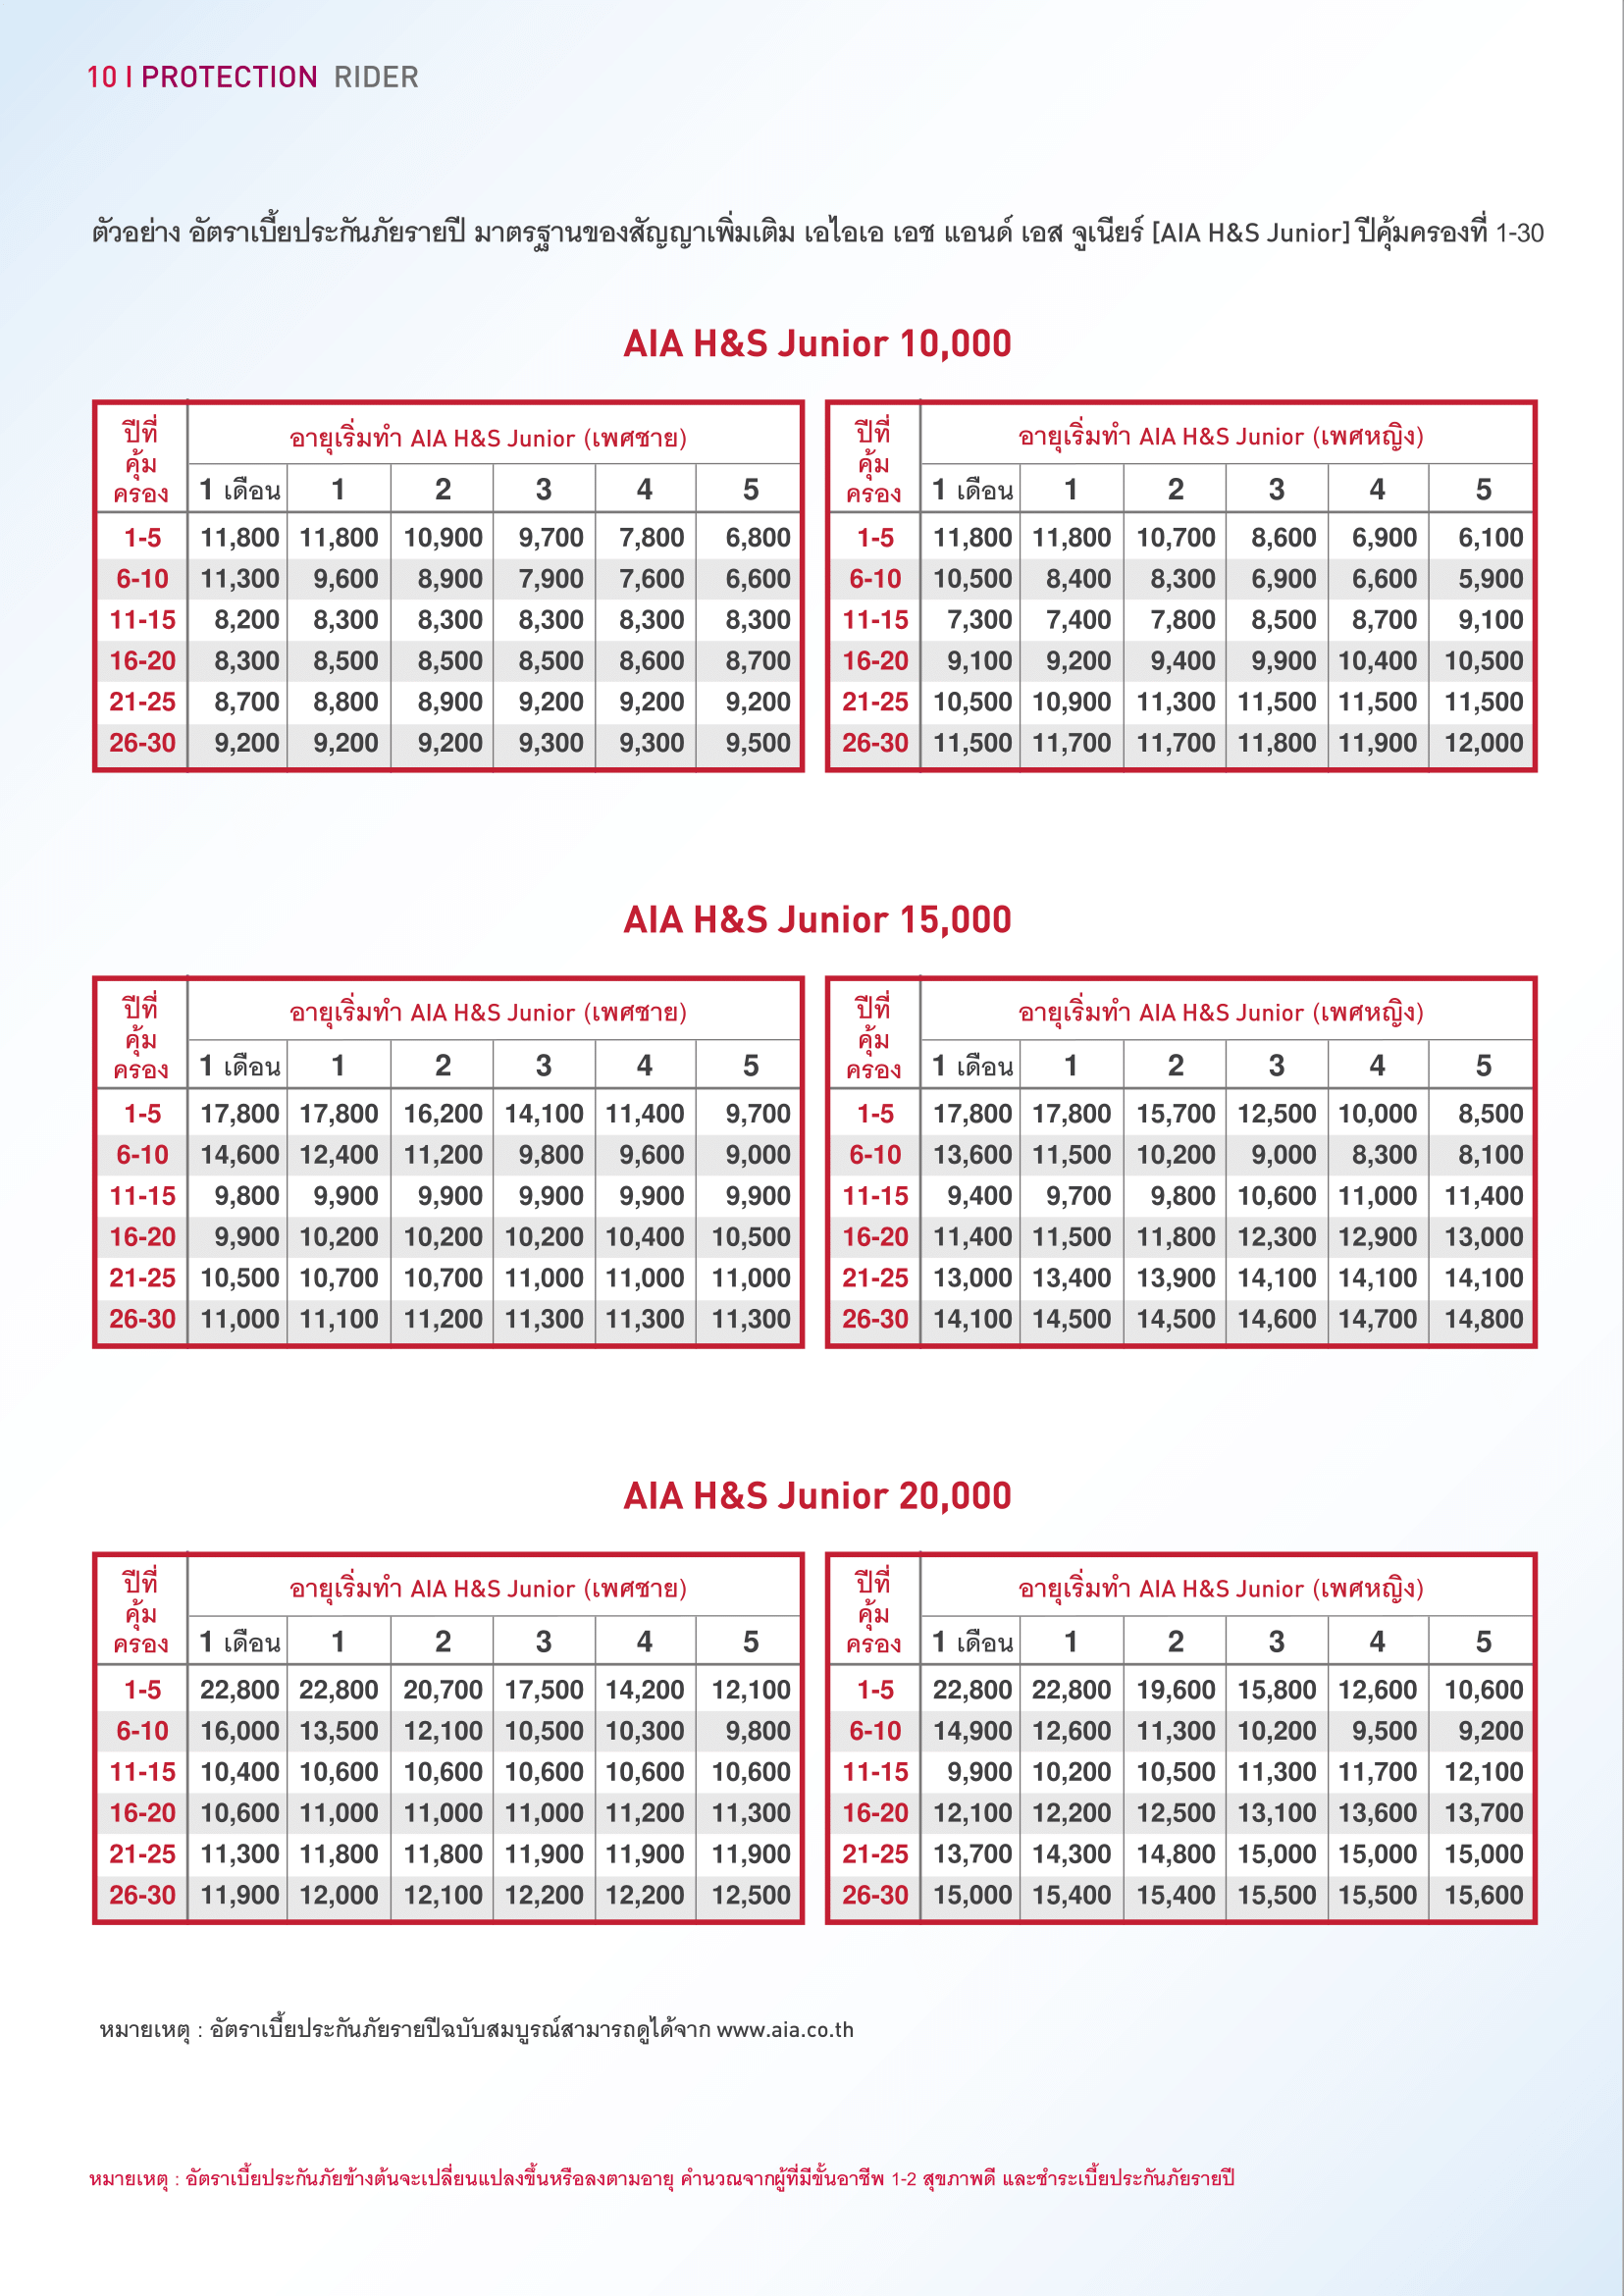 10 I PROTECTION RIDER
ตัวอย่าง อัตราเบี้ยประกันภัยรายปี มาตรฐานของสัญญาเพิ่มเติม เอไอเอ เอช แอนด์ เอส จูเนียร์ [AIA H&S Junior] ปีคุ้มครองที่ 1-30
AIA H&S Junior 10,000
ปีที่คุ้มครอง อายุเริ่มทำ AIA H&S Junior (เพศชาย)
1 เดือน 1 2 3 4 5
1-5 11,800 11,800 10,900 9,700 7,800 6,800
6-10 11,300 9,600 8,900 7,900 7,600 6,600
11-15 8,200 8,300 8,300 8,300 8,300 8,300
16-20 8,300 8,500 8,500 8,500 8,600 8,700
21-25 8,700 8,800 8,900 9,200 9,200 9,200
26-30 9,200 9,200 9,200 9,300 9,300 9,500
ปีที่คุ้มครอง อายุเริ่มทำ AIA H&S Junior (เพศหญิง)
1 เดือน 1 2 3 4 5
1-5 11,800 11,800 10,700 8,600 6,900 6,100
6-10 10,500 8,400 8,300 6,900 6,600 5,900
11-15 7,300 7,400 7,800 8,500 8,700 9,100
16-20 9,100 9,200 9,400 9,900 10,400 10,500
21-25 10,500 10,900 11,300 11,500 11,500 11,500
26-30 11,500 11,700 11,700 11,800 11,900 12,000
AIA H&S Junior 15,000
ปีที่คุ้มครอง อายุเริ่มทำ AIA H&S Junior (เพศชาย)
1 เดือน 1 2 3 4 5
1-5 17,800 17,800 16,200 14,100 11,400 9,700
6-10 14,600 12,400 11,200 9,800 9,600 9,000
11-15 9,800 9,900 9,900 9,900 9,900 9,900
16-20 9,900 10,200 10,200 10,200 10,400 10,500
21-25 10,500 10,700 10,700 11,000 11,000 11,000
26-30 11,000 11,100 11,200 11,300 11,300 11,300
ปีที่คุ้มครอง อายุเริ่มทำ AIA H&S Junior (เพศหญิง)
1 เดือน 1 2 3 4 5
1-5 17,800 17,800 15,700 12,500 10,000 8,500
6-10 13,600 11,500 10,200 9,000 8,300 8,100
11-15 9,400 9,700 9,800 10,600 11,000 11,400
16-20 11,400 11,500 11,800 12,300 12,900 13,000
21-25 13,000 13,400 13,900 14,100 14,100 14,100
26-30 14,100 14,500 14,500 14,600 14,700 14,800
AIA H&S Junior 20,000
ปีที่คุ้มครอง อายุเริ่มทำ AIA H&S Junior (เพศชาย)
1 เดือน 1 2 3 4 5
1-5 22,800 22,800 20,700 17,500 14,200 12,100
6-10 16,000 13,500 12,100 10,500 10,300 9,800
11-15 10,400 10,600 10,600 10,600 10,600 10,600
16-20 10,600 11,000 11,000 11,000 11,200 11,300
21-25 11,300 11,800 11,800 11,900 11,900 11,900
26-30 11,900 12,000 12,100 12,200 12,200 12,500
ปีที่คุ้มครอง อายุเริ่มทำ AIA H&S Junior (เพศหญิง)
1 เดือน 1 2 3 4 5
1-5 22,800 22,800 19,600 15,800 12,600 10,600
6-10 14,900 12,600 11,300 10,200 9,500 9,200
11-15 9,900 10,200 10,500 11,300 11,700 12,100
16-20 12,100 12,200 12,500 13,100 13,600 13,700
21-25 13,700 14,300 14,800 15,000 15,000 15,000
26-30 15,000 15,400 15,400 15,500 15,500 15,600
หมายเหตุ : อัตราเบี้ยประกันภัยรายปีฉบับสมบูรณ์สามารถดูได้จาก www.aia.co.th
หมายเหตุ : อัตราเบี้ยประกันภัยข้างต้นจะเปลี่ยนแปลงขึ้นหรือลงตามอายุ คำนวณจากผู้ที่มีขั้นอาชีพ 1-2 สุขภาพดี และชำระเบี้ยประกันภัยรายปี